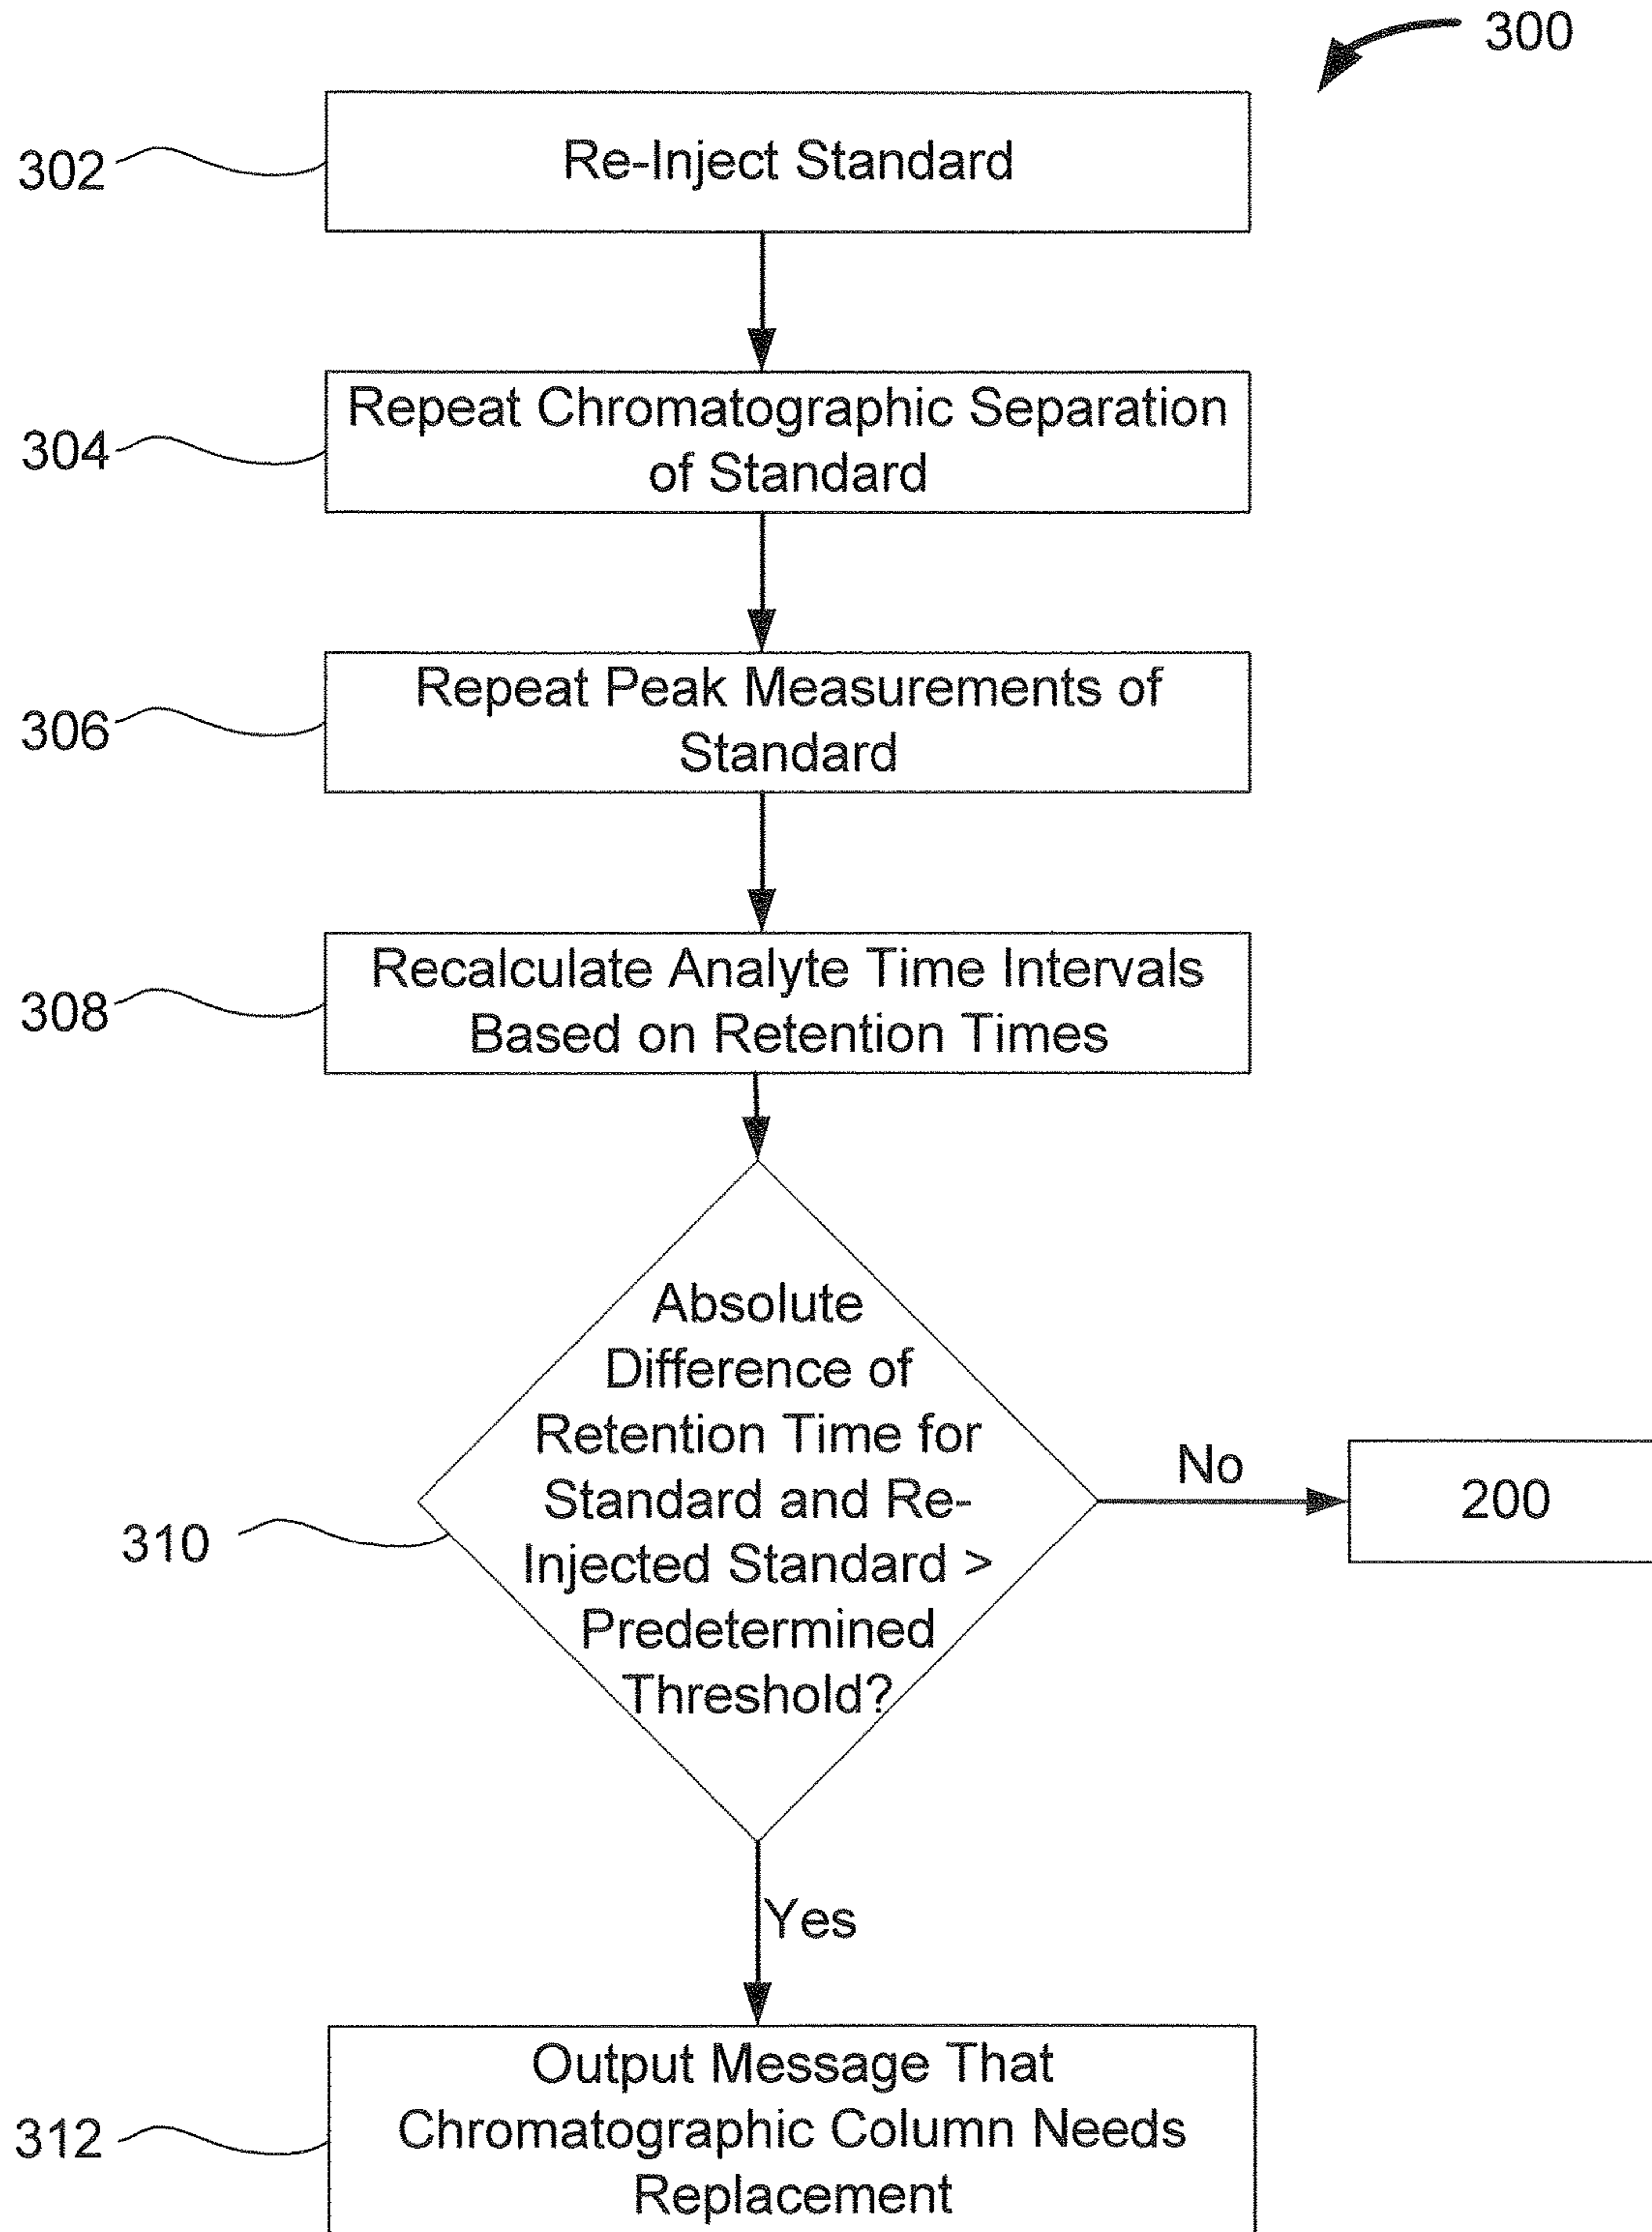 300
302
Re-Inject Standard
304
Repeat Chromatographic Separation
of Standard
306
Repeat Peak Measurements of
Standard
308
Recalculate Analyte Time Intervals
Based on Retention Times
310
Absolute
Difference of
Retention Time for
Standard and Re-
Injected Standard >
Predetermined
Threshold?
No
200
Yes
312
Output Message That
Chromatographic Column Needs
Replacement